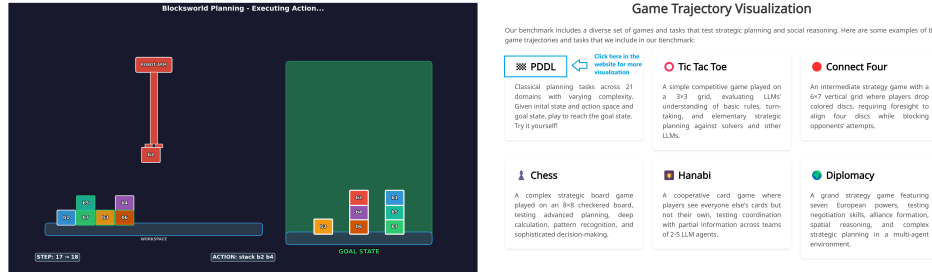 Blocksworld Planning - Executing Action...
ROBOT ARM
b2
b5
b4
b1
b7
b3
b6
WORKSPACE
STEP: 17 → 18
ACTION: stack b2 b4
b2
b4
b5
b3
b6
b7
GOAL STATE
Game Trajectory Visualization
Our benchmark includes a diverse set of games and tasks that test strategic planning and social reasoning. Here are some examples of th
game trajectories and tasks that we include in our benchmark:
PDDL
Click here in the
website for more
visualization
Classical planning tasks across 21
domains with varying complexity.
Given inital state and action space and
goal state, play to reach the goal state.
Try it yourself!
Tic Tac Toe
A simple competitive game played on
a 3×3 grid, evaluating LLMs'
understanding of basic rules, turn-
taking, and elementary strategic
planning against solvers and other
LLMs.
Connect Four
An intermediate strategy game with a
6×7 vertical grid where players drop
colored discs, requiring foresight to
align four discs while blocking
opponents' attempts.
Chess
A complex strategic board game
played on an 8×8 checkered board,
testing advanced planning, deep
calculation, pattern recognition, and
sophisticated decision-making.
Hanabi
A cooperative card game where
players see everyone else's cards but
not their own, testing coordination
with partial information across teams
of 2-5 LLM agents.
Diplomacy
A grand strategy game featuring
seven European powers, testing
negotiation skills, alliance formation,
spatial reasoning, and complex
strategic planning in a multi-agent
environment.